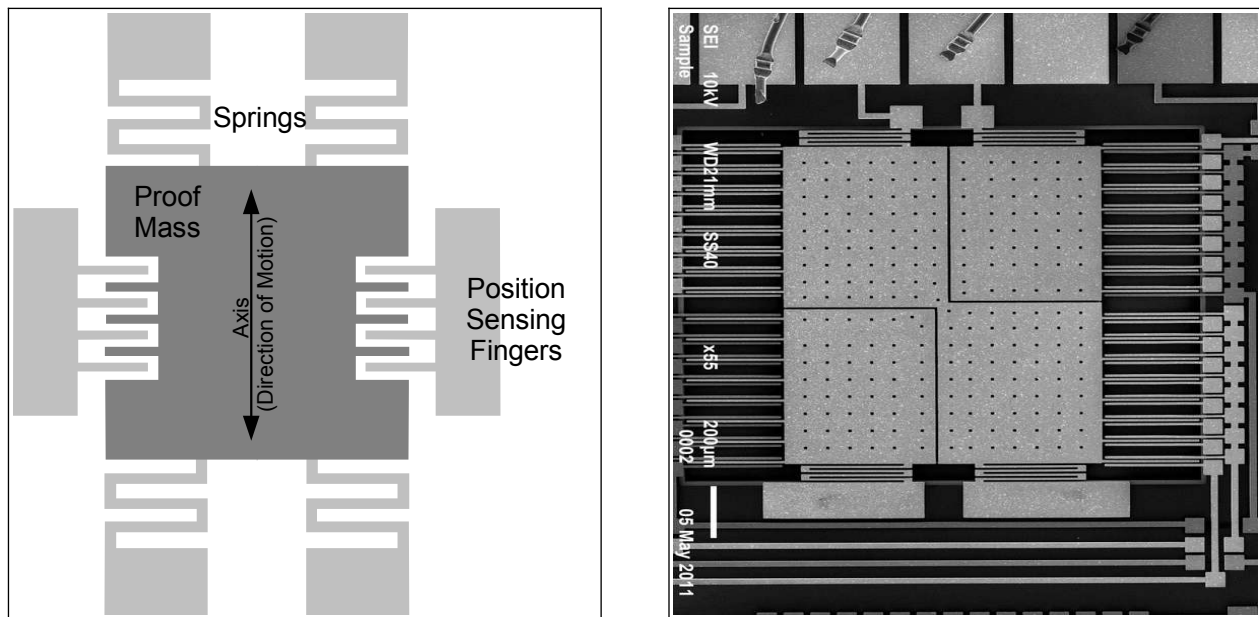 Springs
Proof
Mass
Axis
(Direction of Motion)
Position
Sensing
Fingers
SEI 10kV WD21mm SS40 x55 200µm 05 May 2011
Sample 0002